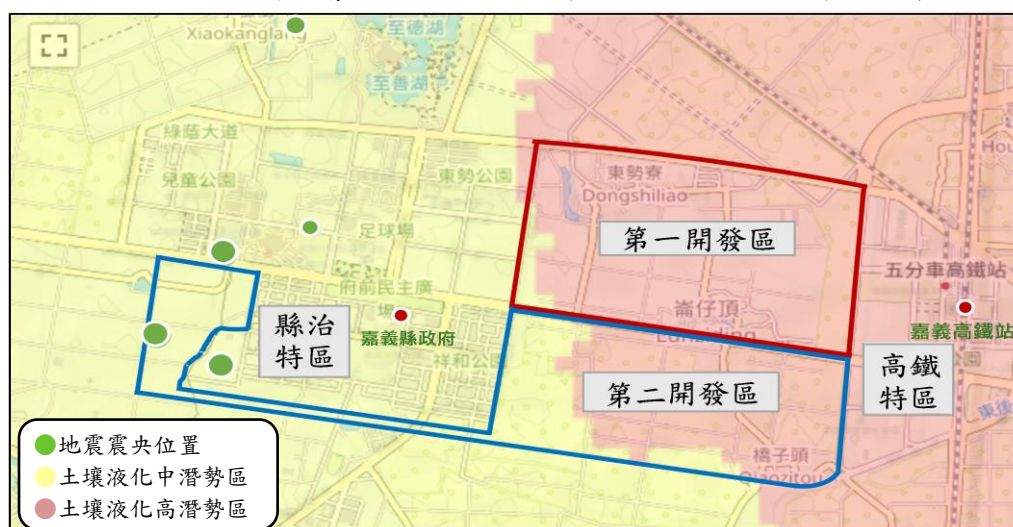 Xiaokanglang
至德湖
至善湖
綠蔭大道
兒童公園
東勢公園
東勢寮
Dongshiliao
足球場
第一開發區
府前民主廣
場
嘉義縣政府
縣治
特區
祥和公園
崙仔頂
Lunziding
五分車高鐵站
嘉義高鐵站
高鐵
特區
第二開發區
橋子頭
Qiaozitou
東後
Hou
地震震央位置
土壤液化中潛勢區
土壤液化高潛勢區